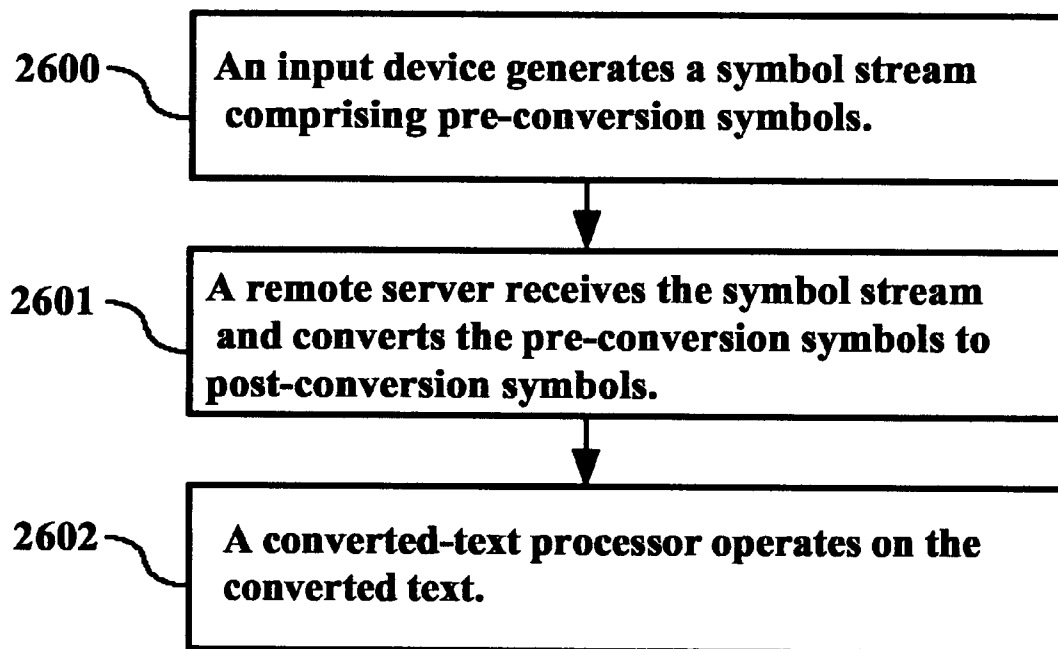 2600
An input device generates a symbol stream
comprising pre-conversion symbols.
2601
A remote server receives the symbol stream
and converts the pre-conversion symbols to
post-conversion symbols.
2602
A converted-text processor operates on the
converted text.